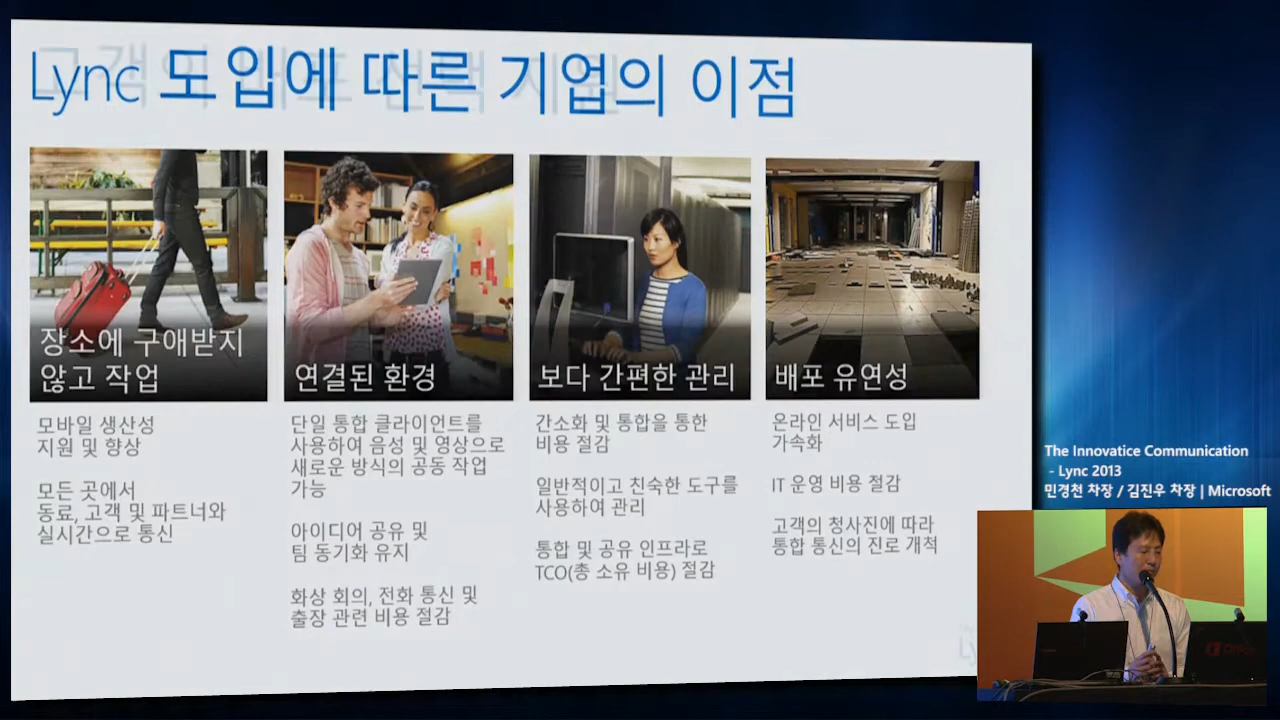 Lync 도입에 따른 기업의 이점
장소에 구애받지
않고 작업
모바일 생산성
지원 및 향상
모든 곳에서
동료, 고객 및 파트너와
실시간으로 통신
연결된 환경
단일 통합 클라이언트를
사용하여 음성 및 영상으로
새로운 방식의 공동 작업
가능
아이디어 공유 및
팀 동기화 유지
화상 회의, 전화 통신 및
출장 관련 비용 절감
보다 간편한 관리
간소화 및 통합을 통한
비용 절감
일반적이고 친숙한 도구를
사용하여 관리
통합 및 공유 인프라로
TCO(총 소유 비용) 절감
배포 유연성
온라인 서비스 도입
가속화
IT 운영 비용 절감
고객의 청사진에 따라
통합 통신의 진로 개척
The Innovatice Communication
- Lync 2013
민경천 차장 / 김진우 차장 | Microsoft
Office